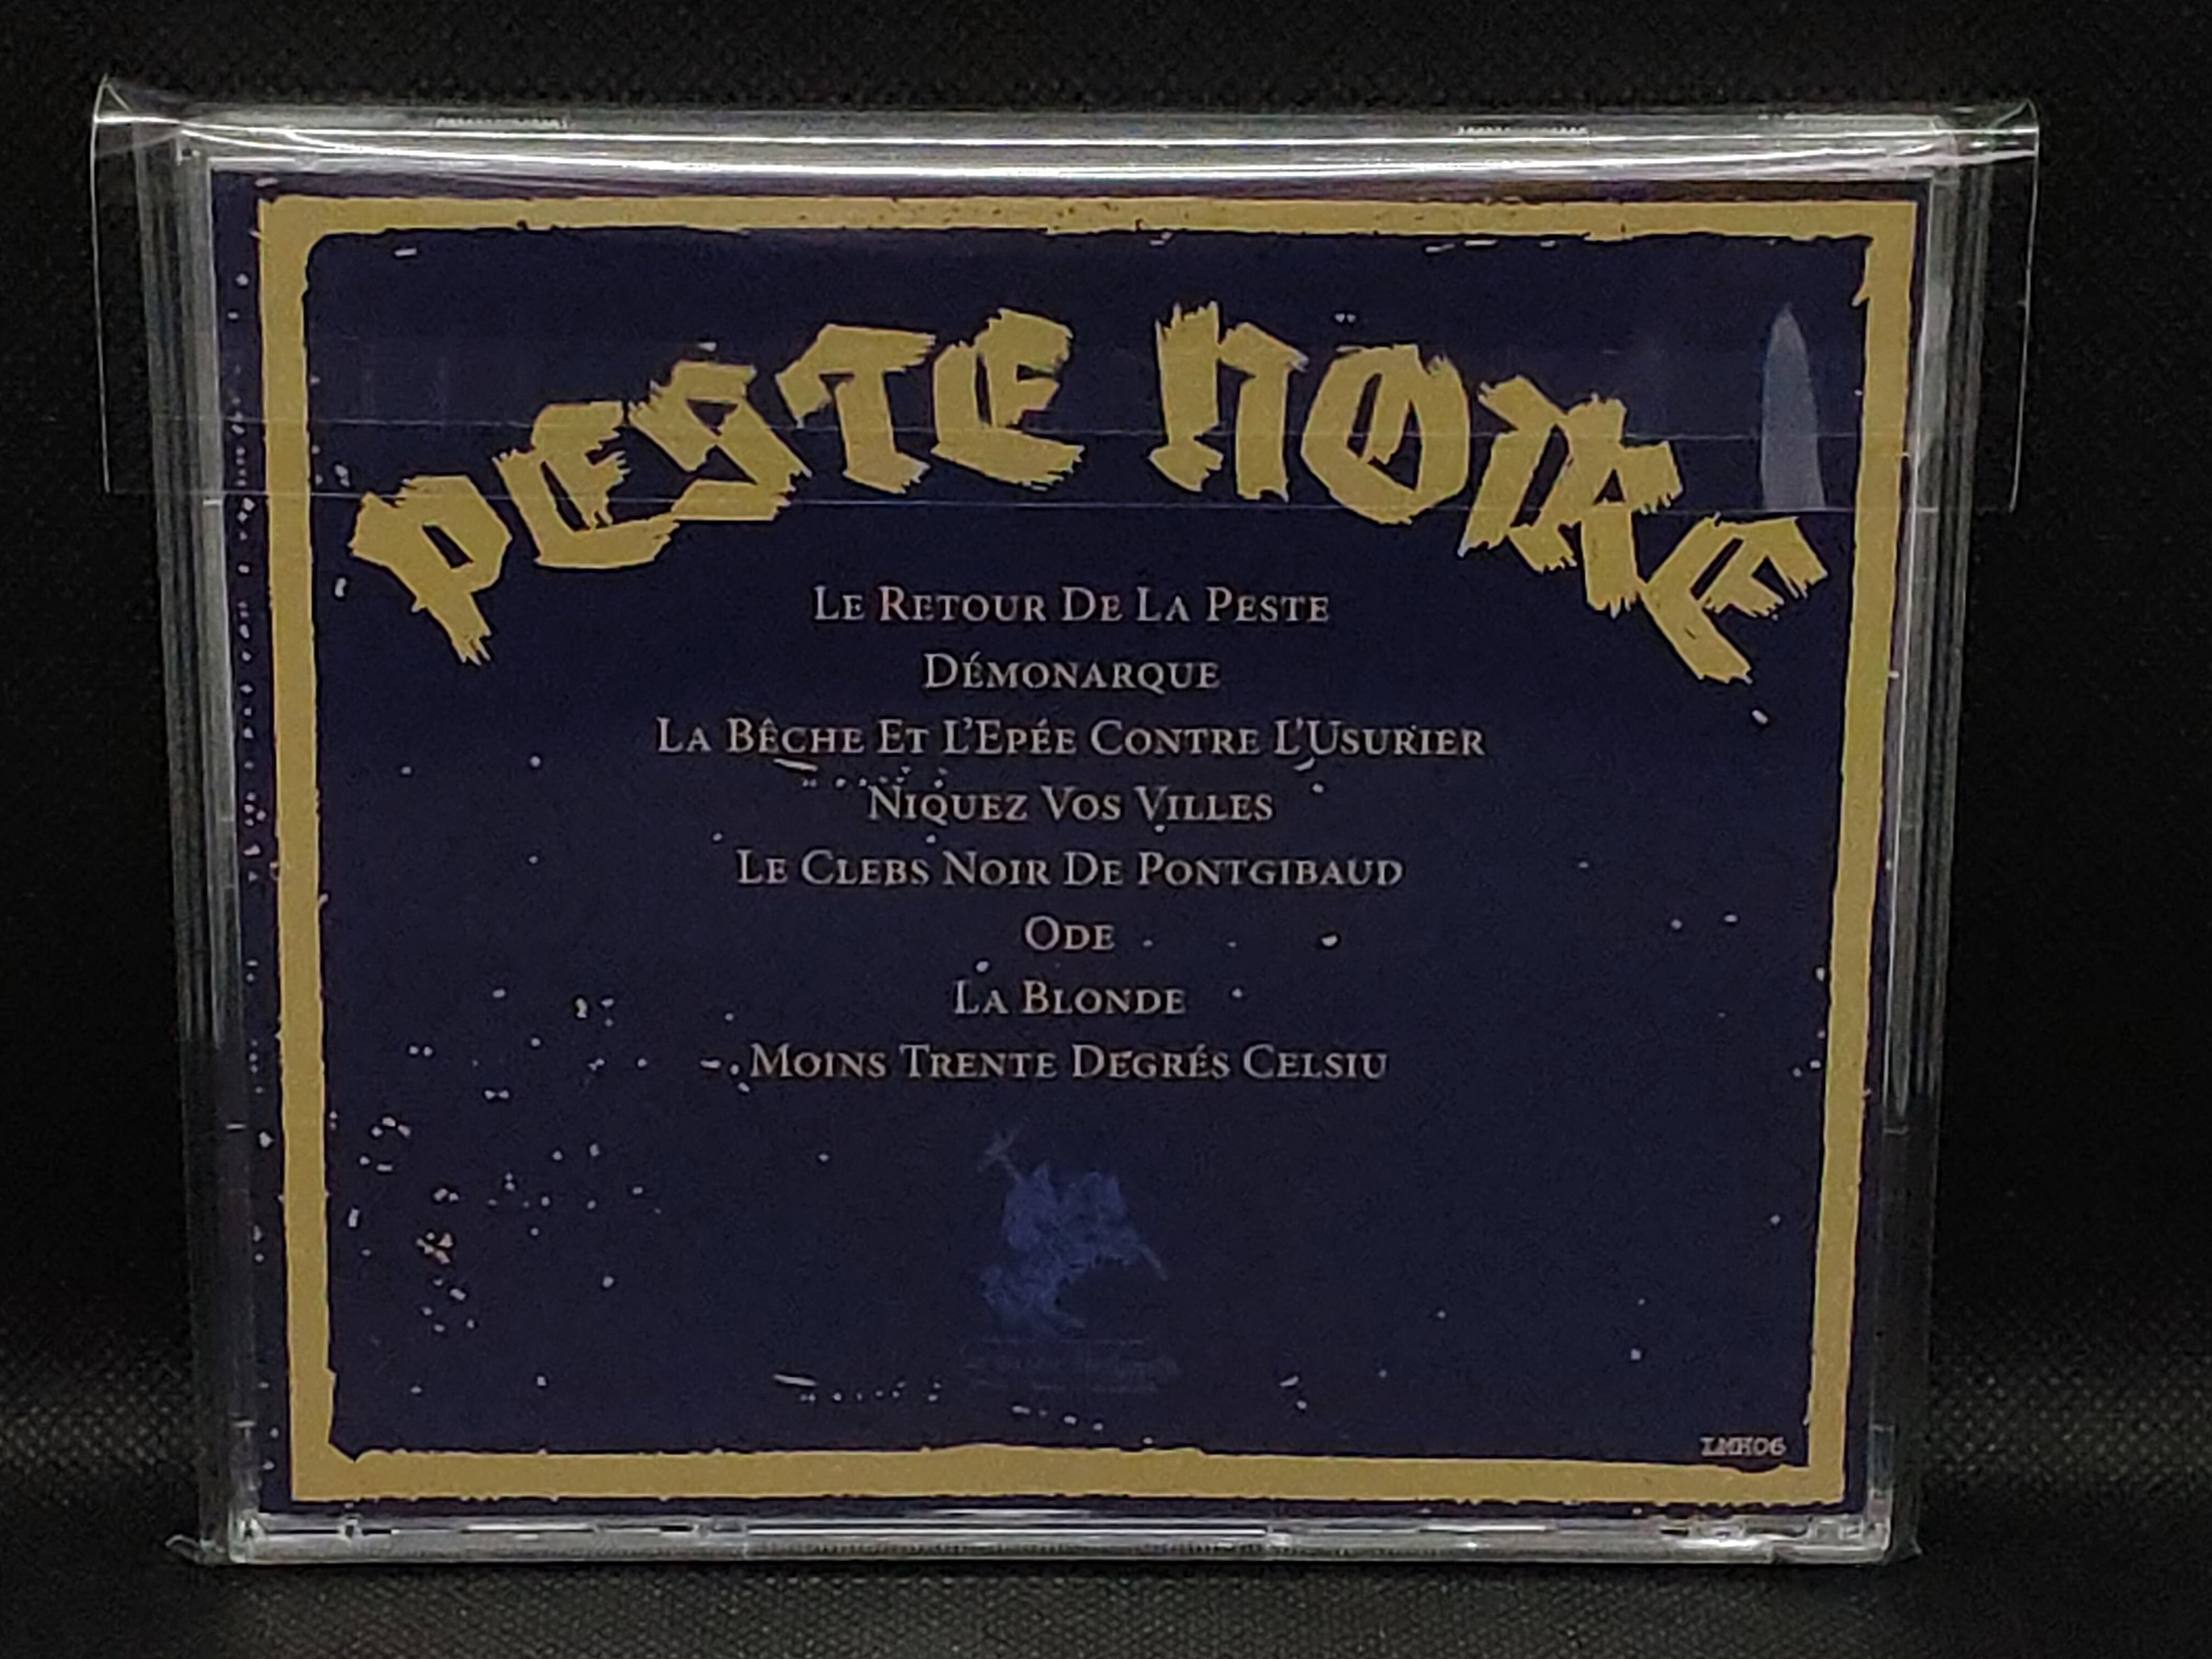 PESTE NOIRE
LE RETOUR DE LA PESTE
DÉMONARQUE
LA BÊCHE ET L'EPÉE CONTRE L'USURIER
NIQUEZ VOS VILLES
LE CLEBS NOIR DE PONTGIBAUD
ODE
LA BLONDE
MOINS TRENTE DEGRÉS CELSIU
LMH06